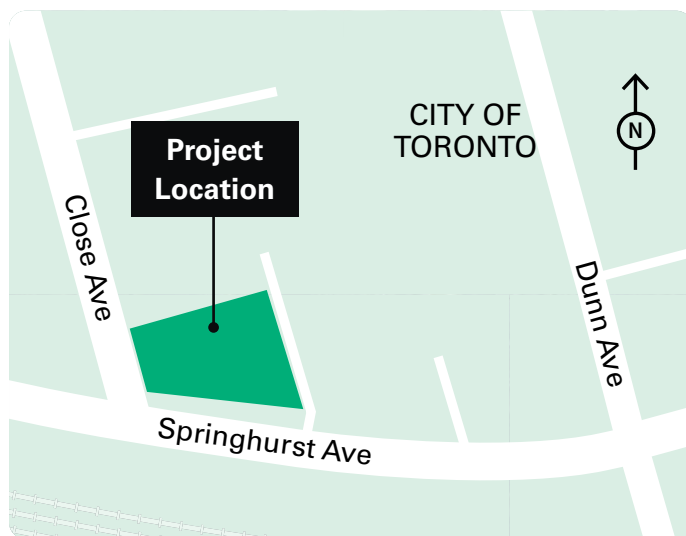 CITY OF
TORONTO
N
Project
Location
Close Ave
Dunn Ave
Springhurst Ave